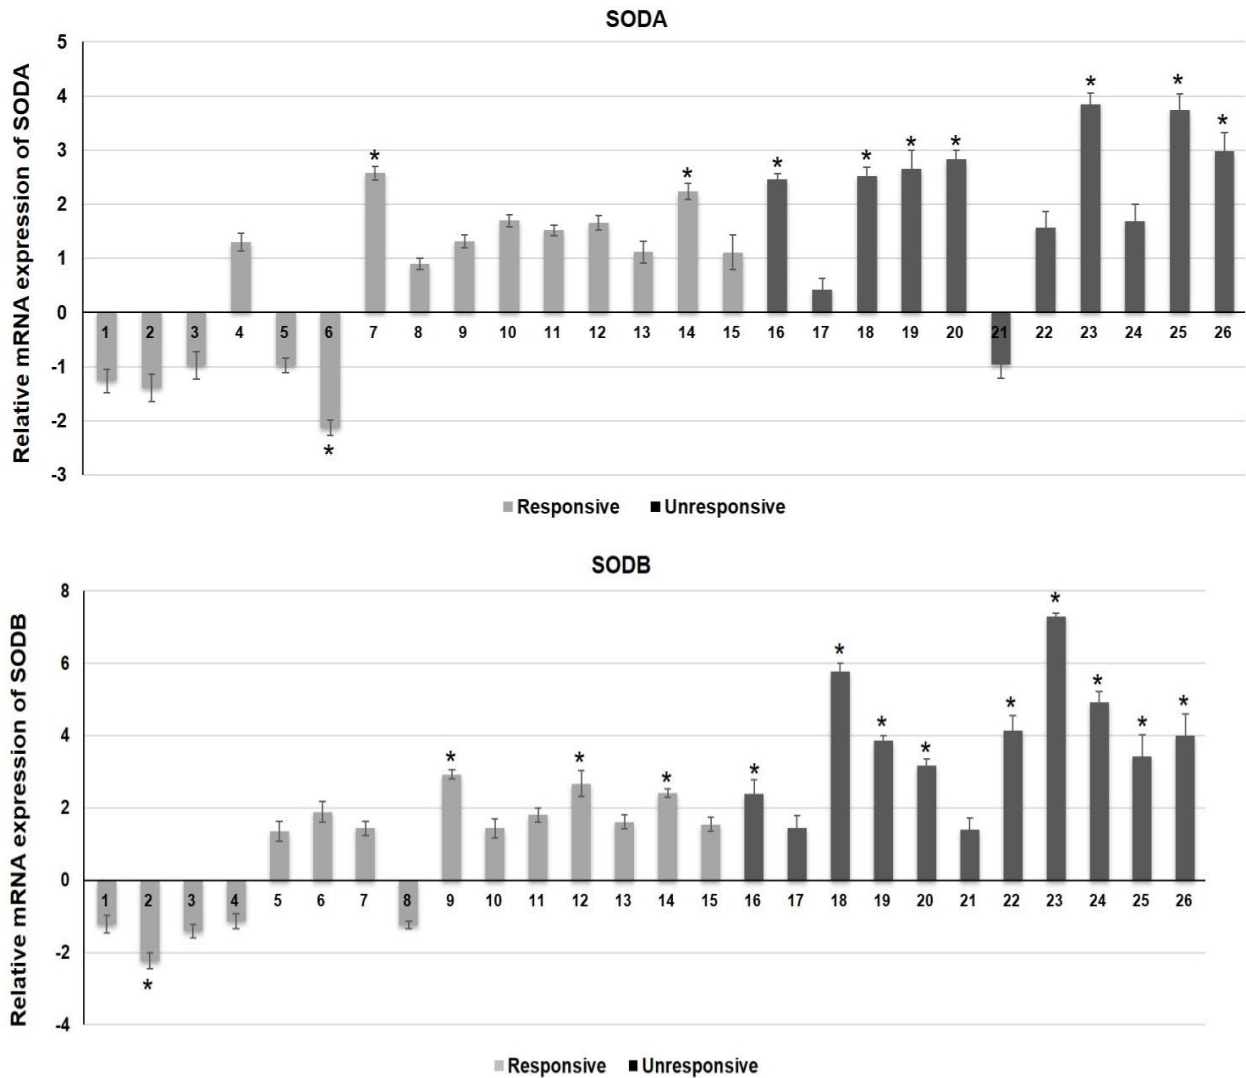 SODA
Relative mRNA expression of SODA
5
4
3
2
1
0
-1
-2
-3
* * * * * * * * * *
1 2 3 4 5 6 7 8 9 10 11 12 13 14 15 16 17 18 19 20 21 22 23 24 25 26
Responsive Unresponsive
SODB
Relative mRNA expression of SODB
8
6
4
2
0
-2
-4
* * * * * * * * * * * * *
1 2 3 4 5 6 7 8 9 10 11 12 13 14 15 16 17 18 19 20 21 22 23 24 25 26
Responsive Unresponsive